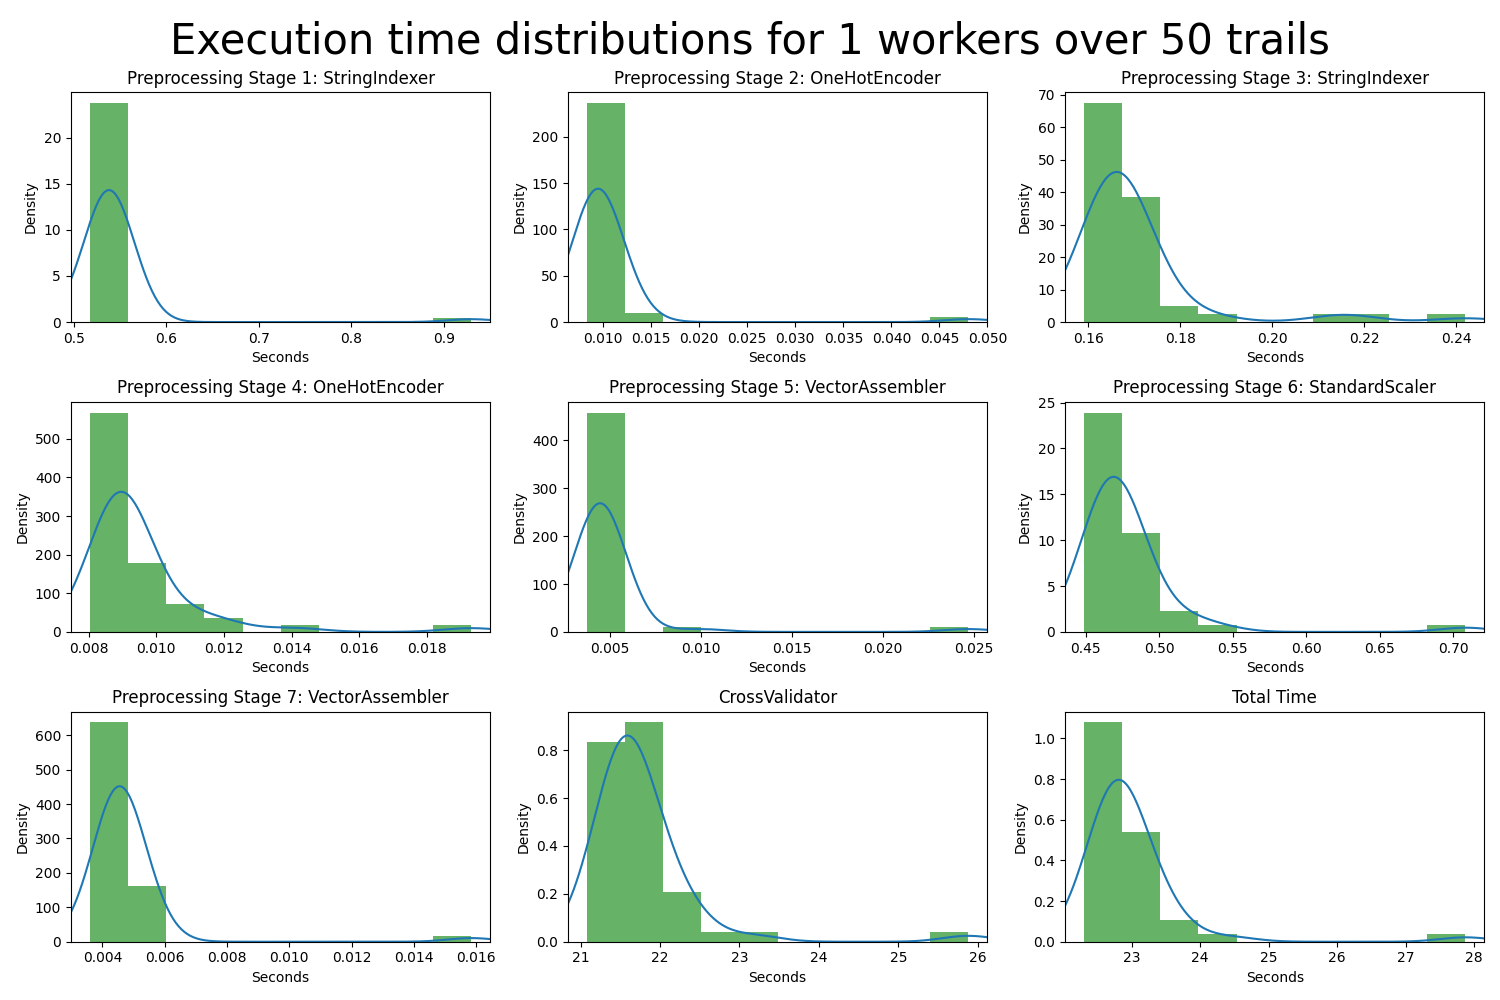 Execution time distributions for 1 workers over 50 trails
Preprocessing Stage 1: StringIndexer
Density
20
15
10
5
0
0.5 0.6 0.7 0.8 0.9
Seconds
Preprocessing Stage 2: OneHotEncoder
Density
200
150
100
50
0
0.010 0.015 0.020 0.025 0.030 0.035 0.040 0.045 0.050
Seconds
Preprocessing Stage 3: StringIndexer
Density
70
60
50
40
30
20
10
0
0.16 0.18 0.20 0.22 0.24
Seconds
Preprocessing Stage 4: OneHotEncoder
Density
500
400
300
200
100
0
0.008 0.010 0.012 0.014 0.016 0.018
Seconds
Preprocessing Stage 5: VectorAssembler
Density
400
300
200
100
0
0.005 0.010 0.015 0.020 0.025
Seconds
Preprocessing Stage 6: StandardScaler
Density
25
20
15
10
5
0
0.45 0.50 0.55 0.60 0.65 0.70
Seconds
Preprocessing Stage 7: VectorAssembler
Density
600
500
400
300
200
100
0
0.004 0.006 0.008 0.010 0.012 0.014 0.016
Seconds
CrossValidator
Density
0.8
0.6
0.4
0.2
0.0
21 22 23 24 25 26
Seconds
Total Time
Density
1.0
0.8
0.6
0.4
0.2
0.0
23 24 25 26 27 28
Seconds